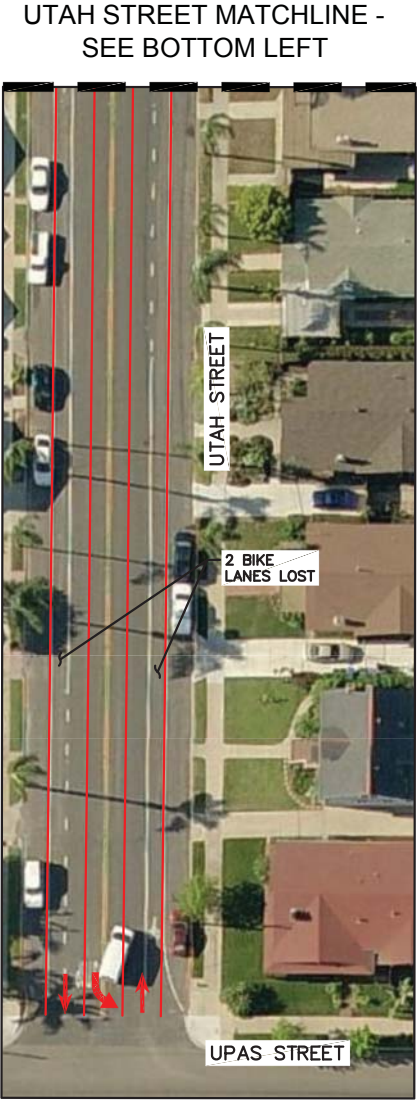 UTAH STREET MATCHLINE -
SEE BOTTOM LEFT
UTAH STREET
2 BIKE
LANES LOST
UPAS STREET